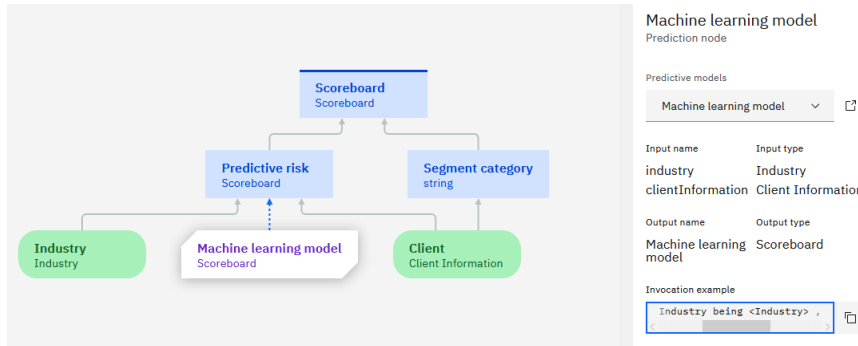 Scoreboard
Scoreboard
Predictive risk
Scoreboard
Segment category
string
Industry
Industry
Machine learning model
Scoreboard
Client
Client Information
Machine learning model
Prediction node
Predictive models
Machine learning model
Input name Input type
industry Industry
clientInformation Client Information
Output name Output type
Machine learning model Scoreboard
Invocation example
Industry being <Industry> ,